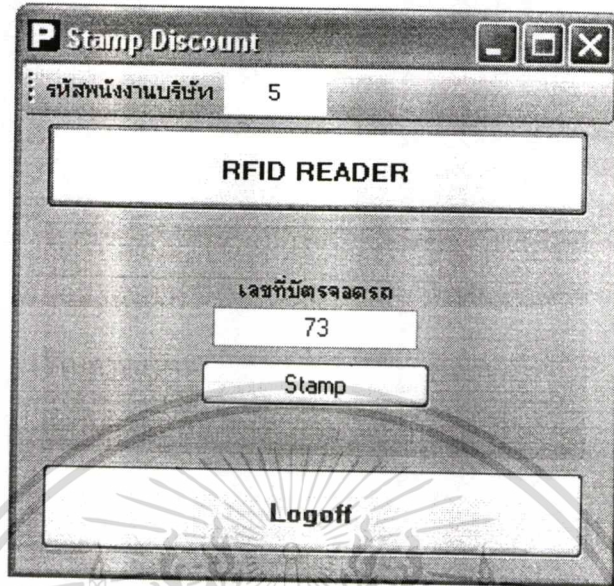 P Stamp Discount
รหัสพนังงานบริษัท 5
RFID READER
เลขที่บัตรจอดรถ
73
Stamp
Logoff